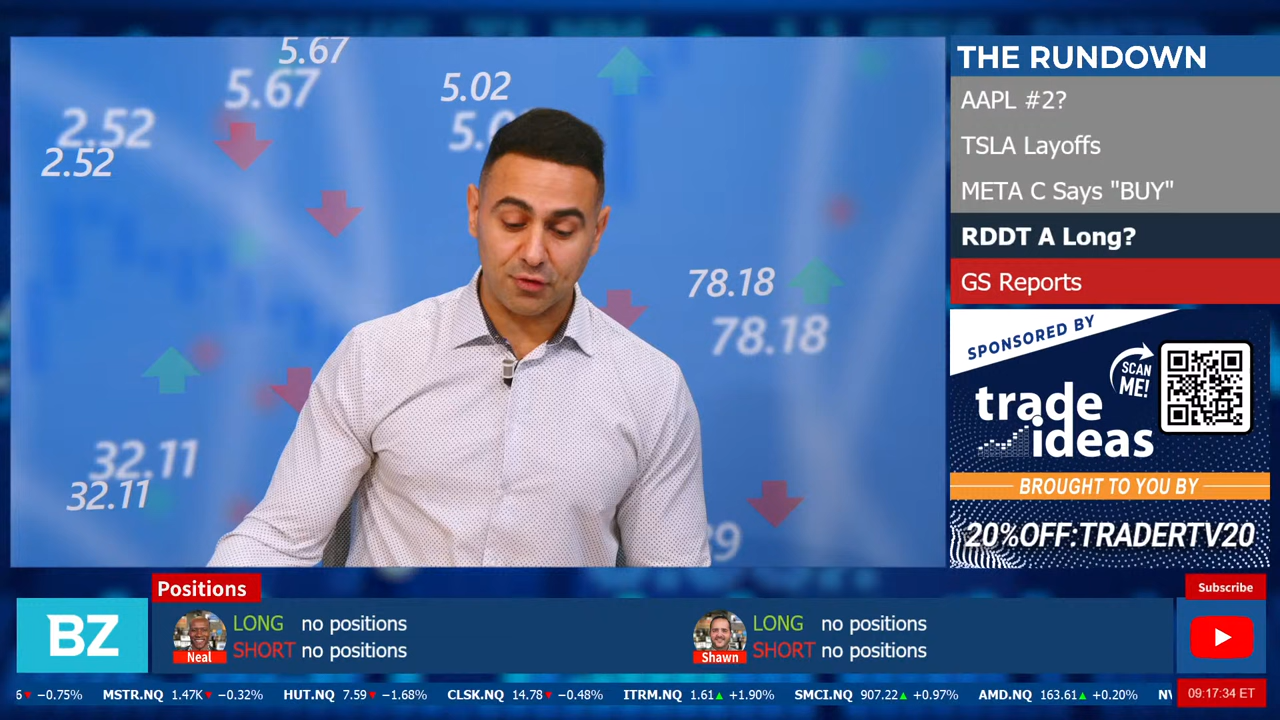 5.67
5.67
5.02
5.0
2.52
2.52
78.18
78.18
32.11
32.11
39
THE RUNDOWN
AAPL #2?
TSLA Layoffs
META C Says "BUY"
RDDT A Long?
GS Reports
SPONSORED BY
SCAN
ME!
trade
ideas
BROUGHT TO YOU BY
20%OFF:TRADERTV20
Positions
Subscribe
BZ
LONG no positions
SHORT no positions
Neal
LONG no positions
SHORT no positions
Shawn
6▼ −0.75% MSTR.NQ 1.47K▼ −0.32% HUT.NQ 7.59▼ −1.68% CLSK.NQ 14.78▼ −0.48% ITRM.NQ 1.61▲ +1.90% SMCI.NQ 907.22▲ +0.97% AMD.NQ 163.61▲ +0.20%
09:17:34 ET